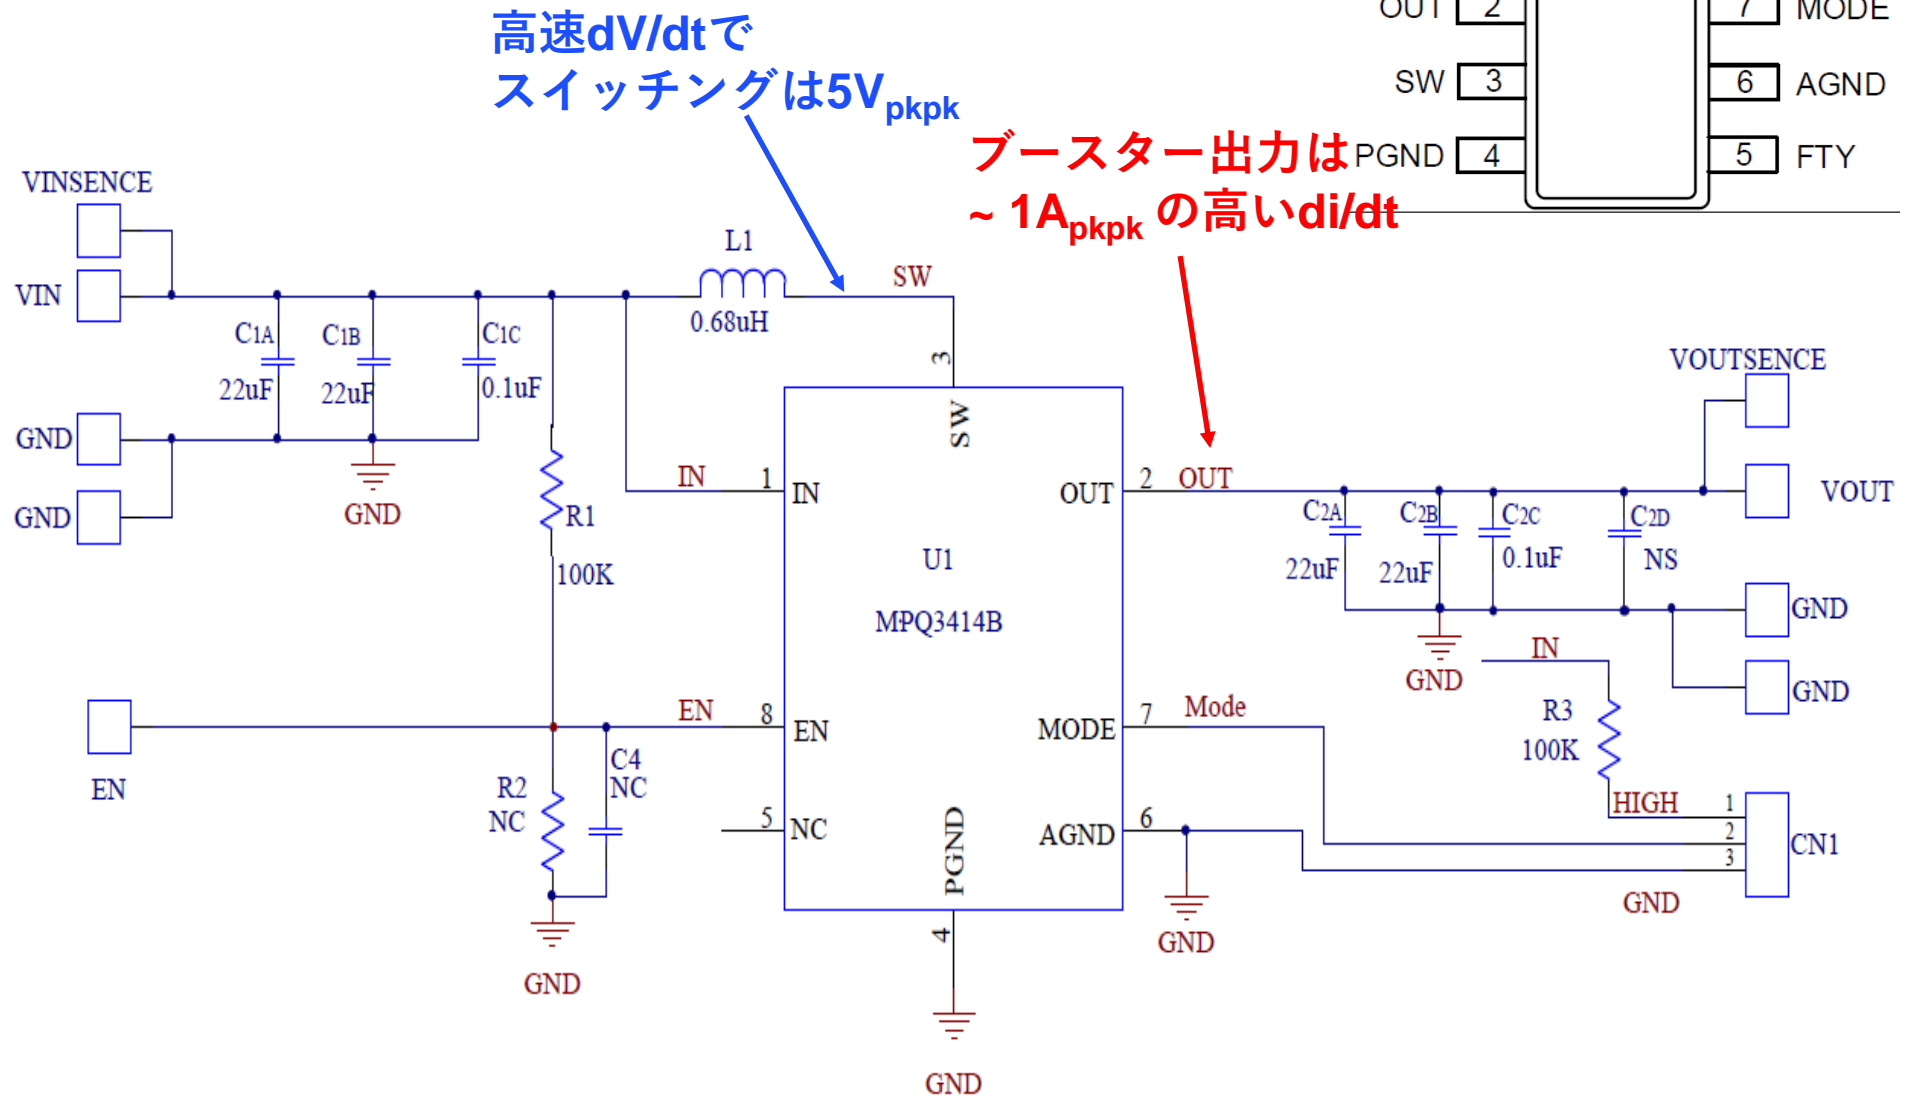 高速dV/dtで
スイッチングは5Vpkpk
ブースター出力は
~ 1Apkpk の高いdi/dt
OUT 2
7 MODE
SW 3
6 AGND
PGND 4
5 FTY
VINSENCE
VIN
GND
GND
C1A
22uF
C1B
22uF
C1C
0.1uF
GND
L1
0.68uH
SW
3
R1
100K
IN
1
IN
SW
OUT
2
OUT
U1
MPQ3414B
VOUTSENCE
VOUT
C2A
22uF
C2B
22uF
C2C
0.1uF
C2D
NS
GND
GND
GND
IN
R3
100K
HIGH
1
2
3
CN1
GND
EN
EN
8
EN
MODE
7
Mode
R2
NC
C4
NC
5
NC
AGND
6
GND
PGND
4
GND
GND